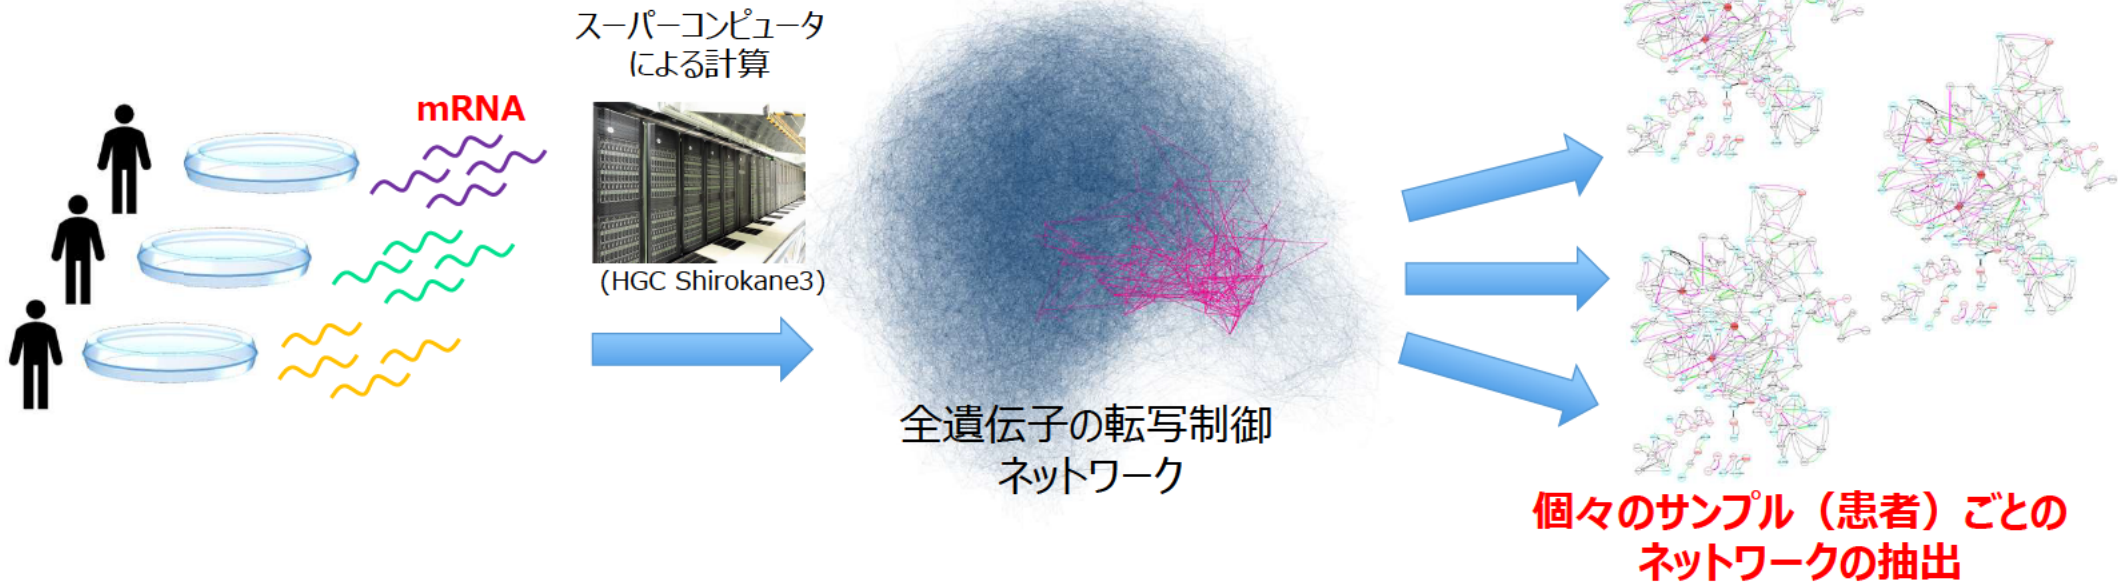 スーパーコンピュータ
による計算
mRNA
(HGC Shirokane3)
全遺伝子の転写制御
ネットワーク
個々のサンプル（患者）ごとの
ネットワークの抽出